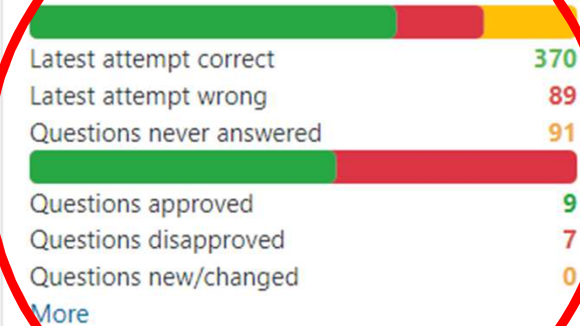 Latest attempt correct 370
Latest attempt wrong 89
Questions never answered 91
Questions approved 9
Questions disapproved 7
Questions new/changed 0
More